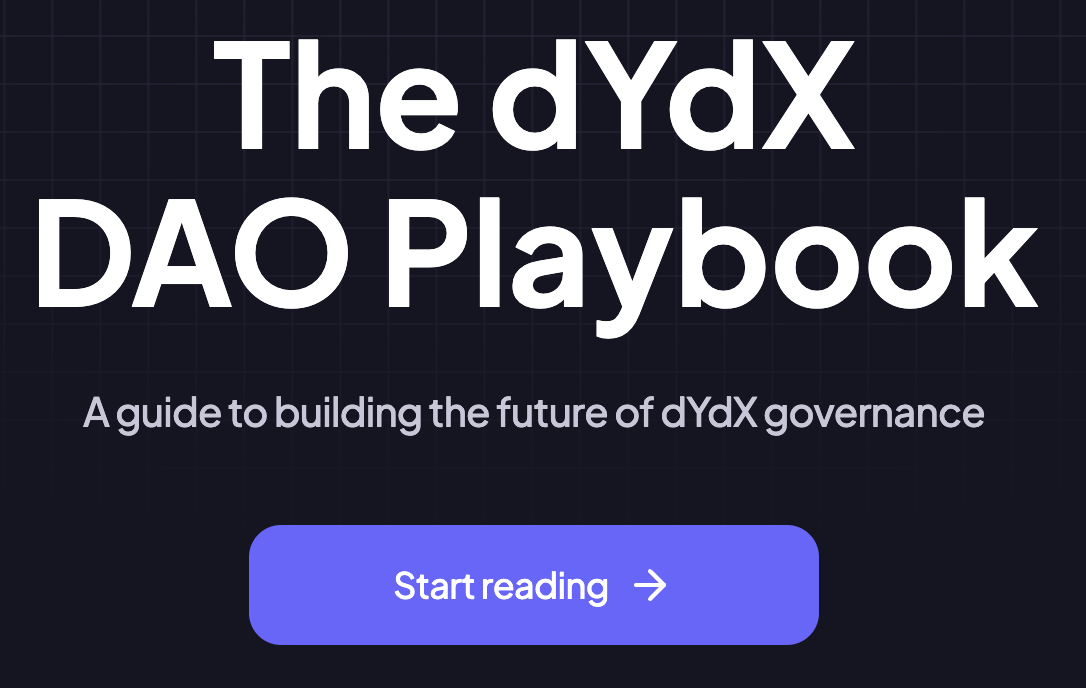 The dYdX
DAO Playbook
A guide to building the future of dYdX governance
Start reading →